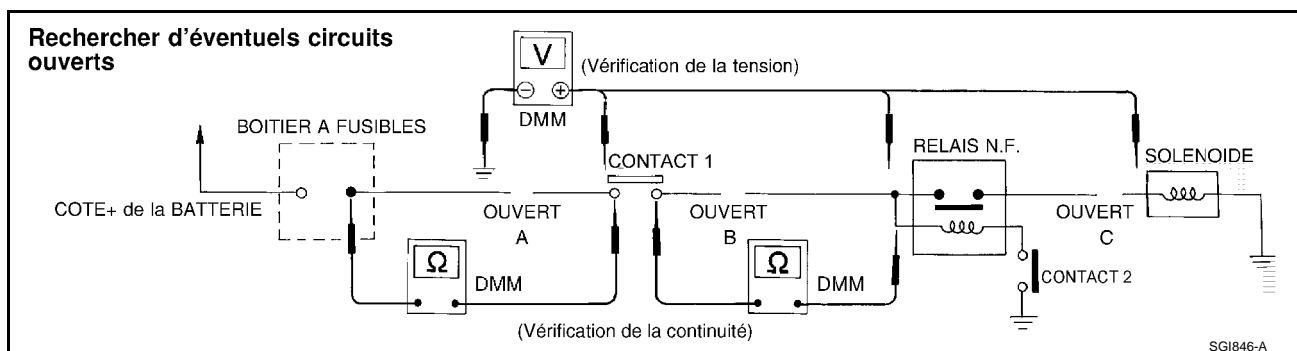 Rechercher d'éventuels circuits
ouverts
V
(Vérification de la tension)
− +
DMM
BOITIER A FUSIBLES
CONTACT 1
RELAIS N.F.
SOLENOIDE
COTE+ de la BATTERIE
OUVERT
A
OUVERT
B
OUVERT
C
Ω
DMM
Ω
DMM
CONTACT 2
(Vérification de la continuité)
SGI846-A